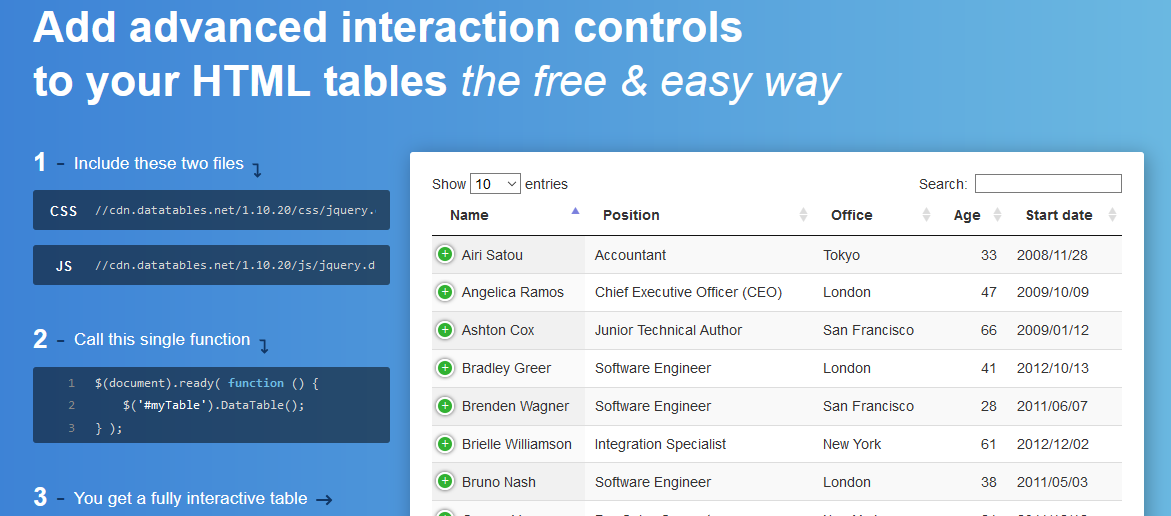 Add advanced interaction controls
to your HTML tables the free & easy way
1 - Include these two files
CSS //cdn.datatables.net/1.10.20/css/jquery.
JS //cdn.datatables.net/1.10.20/js/jquery.d
2 - Call this single function
1 $(document).ready( function () {
2 $('#myTable').DataTable();
3 } );
3 - You get a fully interactive table →
Show 10 entries Search:
Name Position Office Age Start date
Airi Satou Accountant Tokyo 33 2008/11/28
Angelica Ramos Chief Executive Officer (CEO) London 47 2009/10/09
Ashton Cox Junior Technical Author San Francisco 66 2009/01/12
Bradley Greer Software Engineer London 41 2012/10/13
Brenden Wagner Software Engineer San Francisco 28 2011/06/07
Brielle Williamson Integration Specialist New York 61 2012/12/02
Bruno Nash Software Engineer London 38 2011/05/03